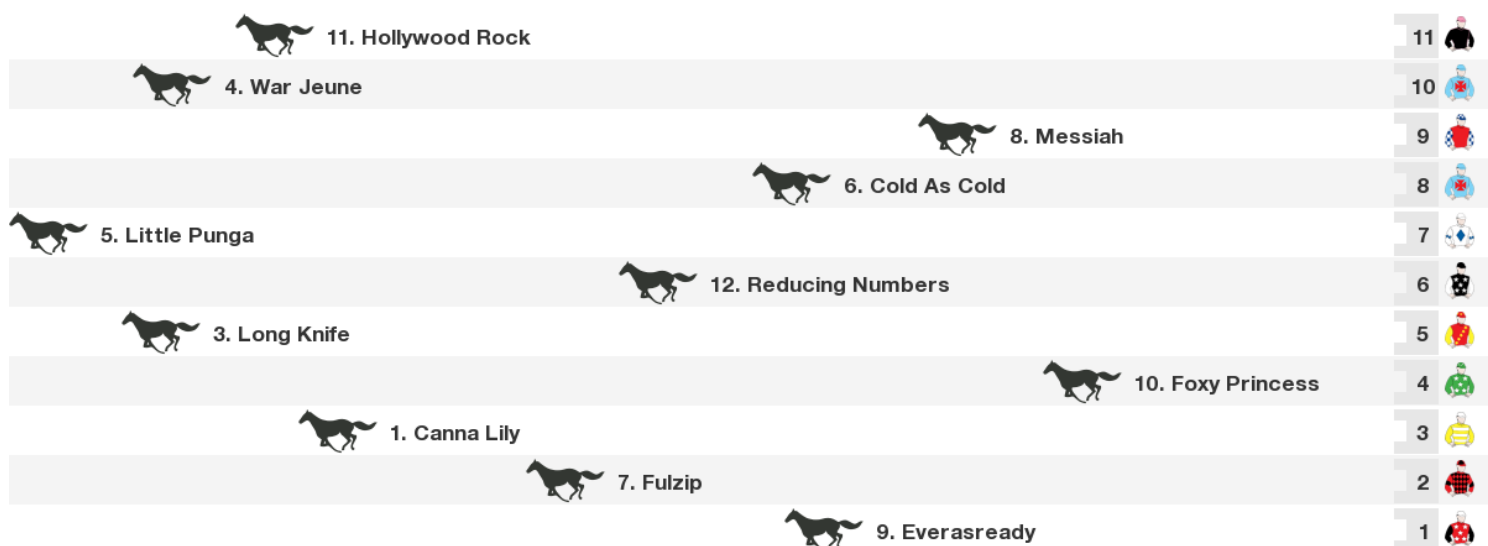 11. Hollywood Rock 11
4. War Jeune 10
8. Messiah 9
6. Cold As Cold 8
5. Little Punga 7
12. Reducing Numbers 6
3. Long Knife 5
10. Foxy Princess 4
1. Canna Lily 3
7. Fulzip 2
9. Everasready 1